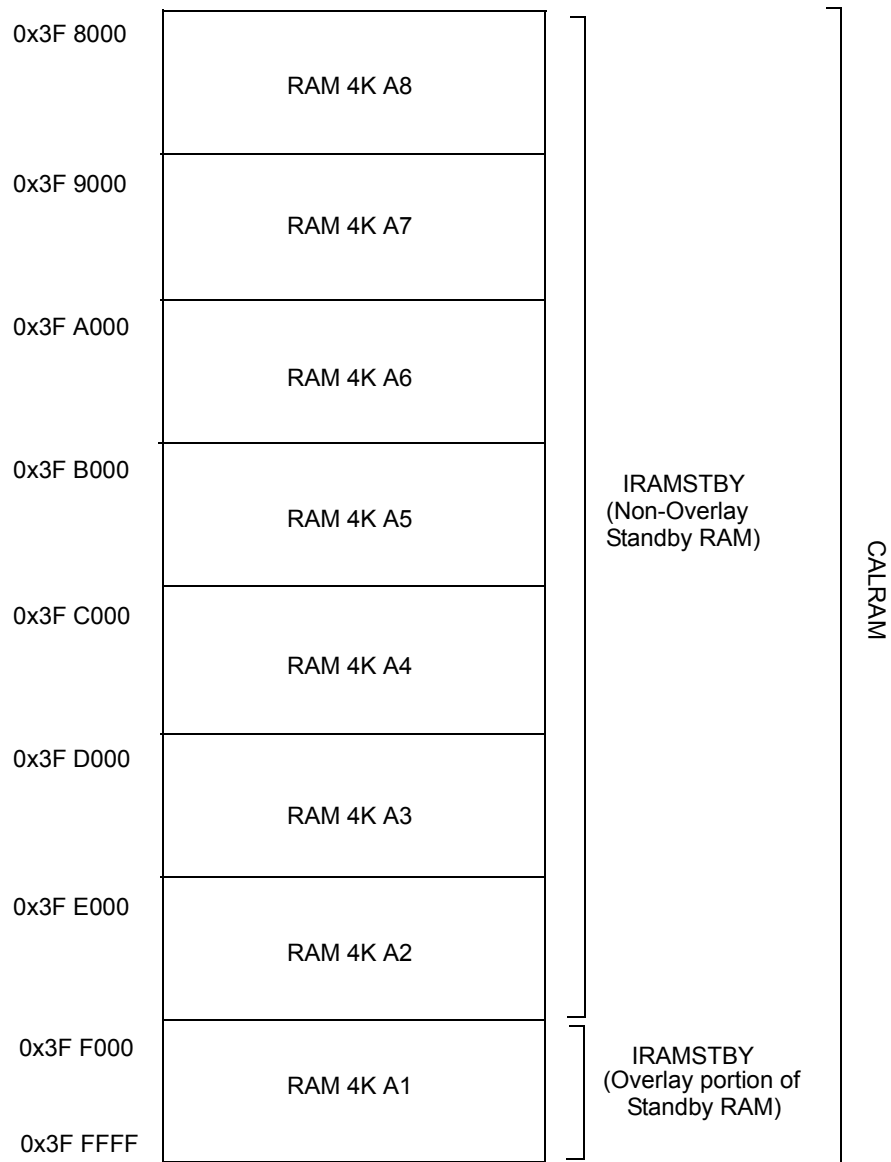 0x3F 8000
RAM 4K A8
0x3F 9000
RAM 4K A7
0x3F A000
RAM 4K A6
0x3F B000
RAM 4K A5
0x3F C000
RAM 4K A4
0x3F D000
RAM 4K A3
0x3F E000
RAM 4K A2
0x3F F000
RAM 4K A1
0x3F FFFF
IRAMSTBY
(Non-Overlay
Standby RAM)
IRAMSTBY
(Overlay portion of
Standby RAM)
CALRAM